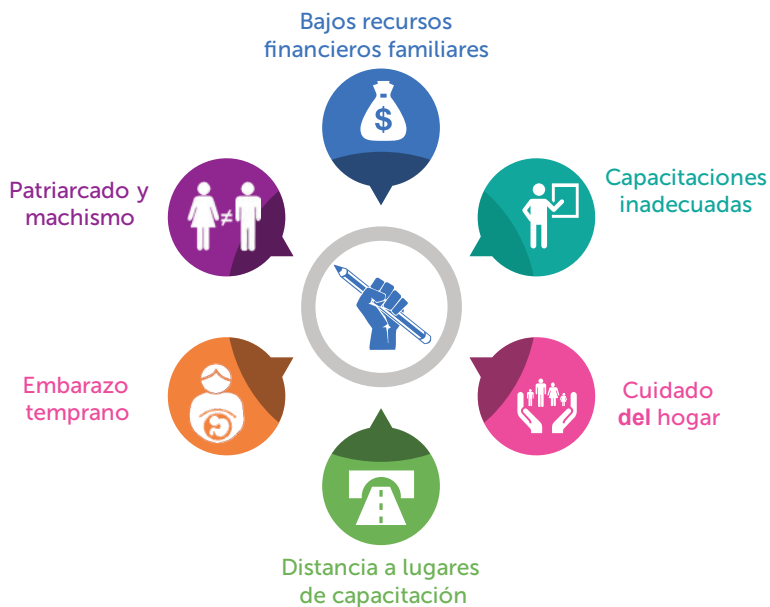 Bajos recursos
financieros familiares
$
Patriarcado y
machismo
≠
Capacitaciones
inadecuadas
Embarazo
temprano
Cuidado
del hogar
Distancia a lugares
de capacitación